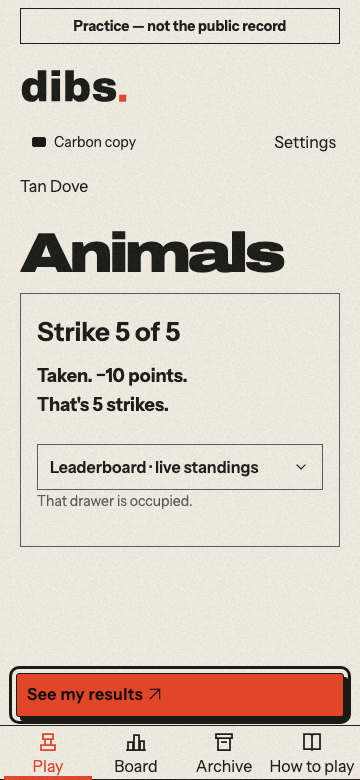 Practice — not the public record
dibs.
Carbon copy
Settings
Tan Dove
Animals
Strike 5 of 5
Taken. −10 points.
That's 5 strikes.
Leaderboard · live standings
That drawer is occupied.
See my results
Play
Board
Archive
How to play